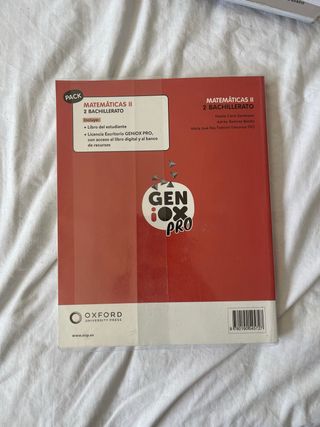 PACK
MATEMÁTICAS II
2 BACHILLERATO
Incluye:
• Libro del estudiante
• Licencia Escritorio GENiOX PRO,
con acceso al libro digital y al banco
de recursos
MATEMÁTICAS II
2 BACHILLERATO
GEN
iOX
PRO
OXFORD
UNIVERSITY PRESS
www.oup.es